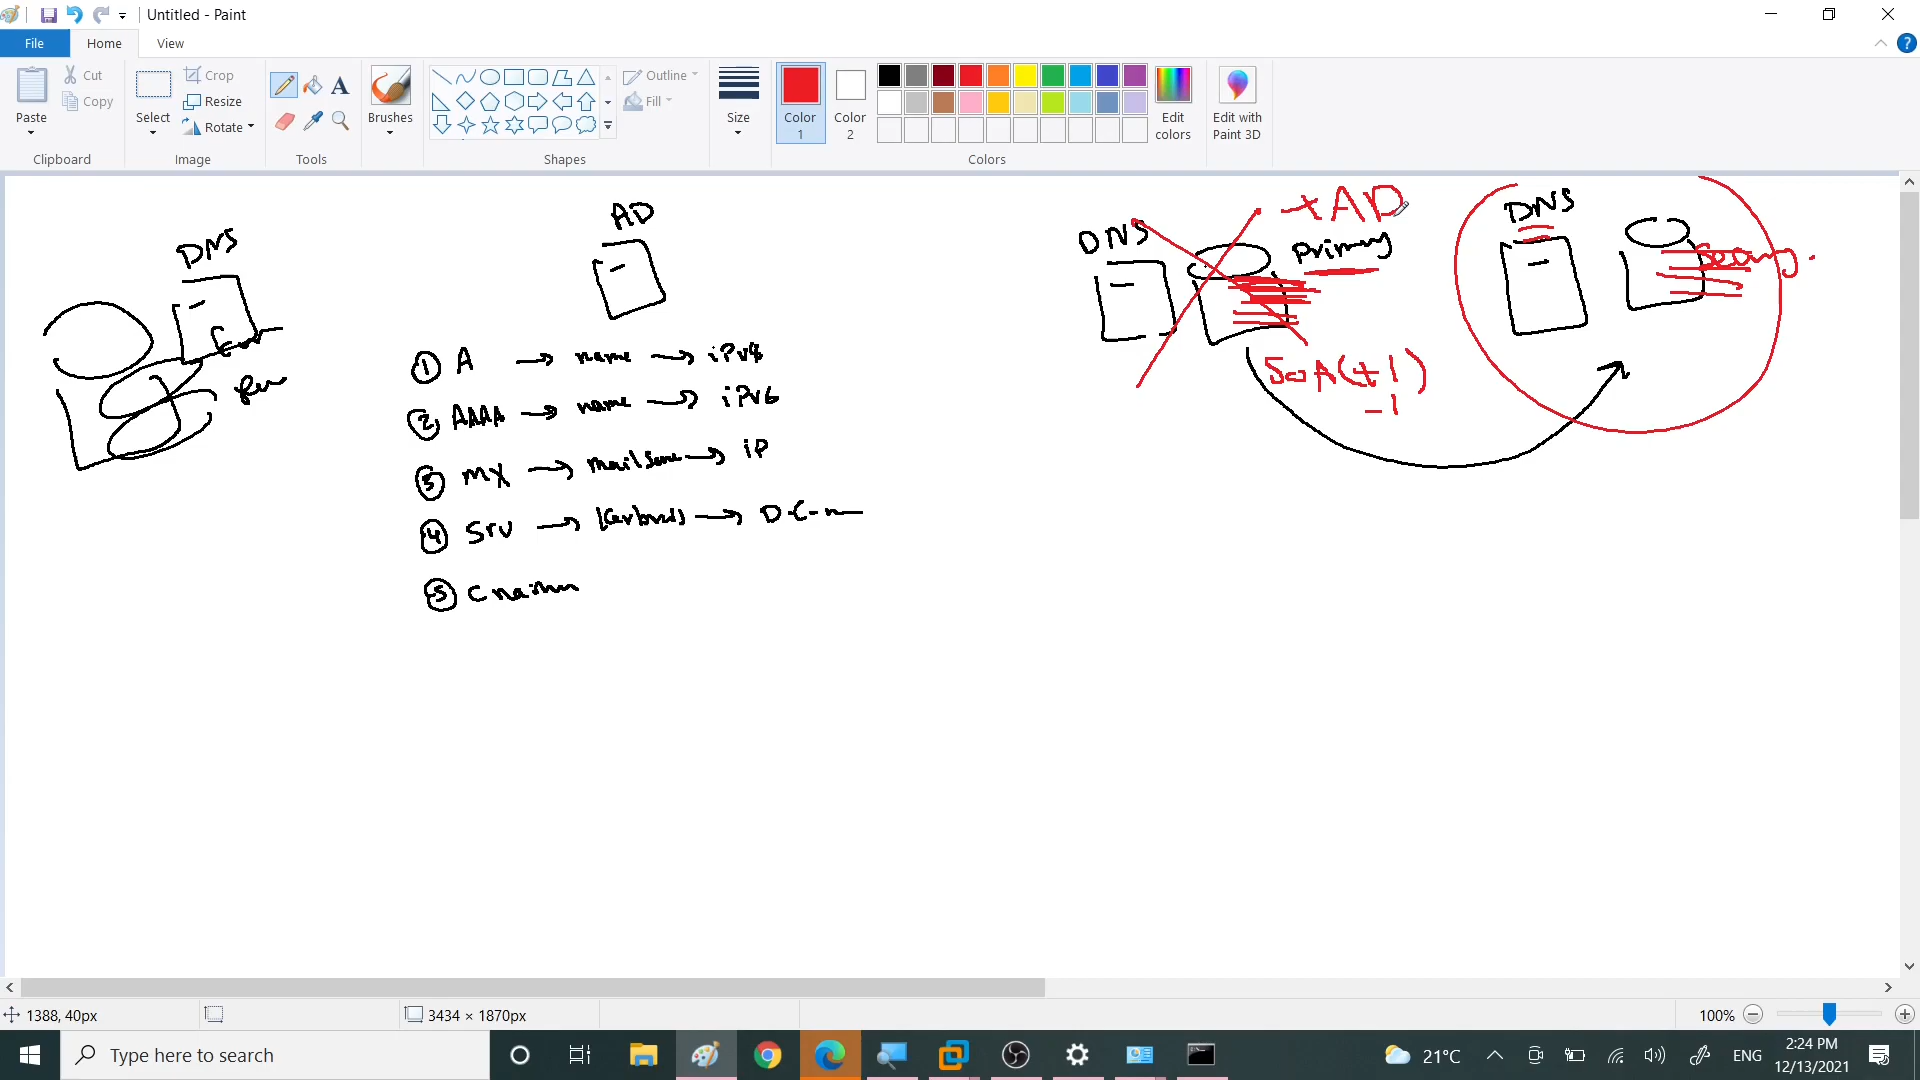 Untitled - Paint
File
Home
View
Paste
Cut
Copy
Clipboard
Select
Crop
Resize
Rotate
Image
A
Tools
Brushes
Outline
Fill
Shapes
Size
Color 1
Color 2
Edit colors
Colors
Edit with Paint 3D
DNS
AD
① A → name → iPv4
② AAAA → name → iPv6
③ MX → → iP
④ Srv →
⑤
+AD
DNS
primary
SOA(+1)
-1
DNS
1388, 40px
3434 × 1870px
100%
Type here to search
21°C
ENG
2:24 PM
12/13/2021